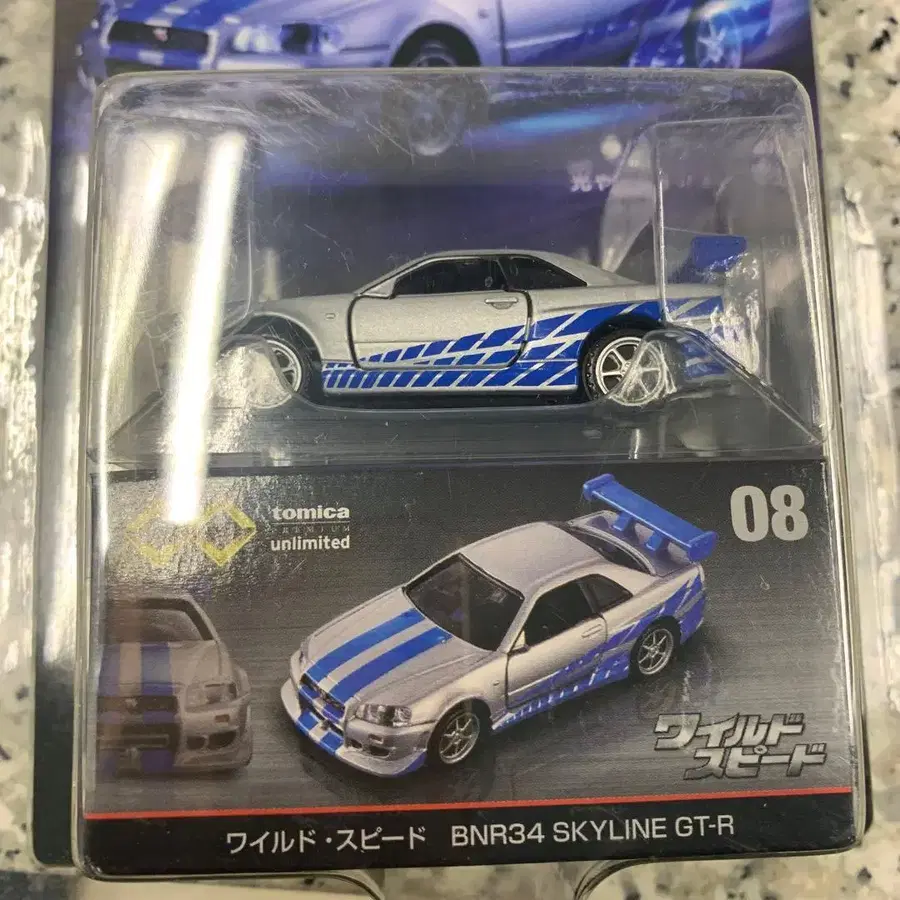 tomica
PREMIUM
unlimited
08
ワイルド
スピード
ワイルド・スピード BNR34 SKYLINE GT-R